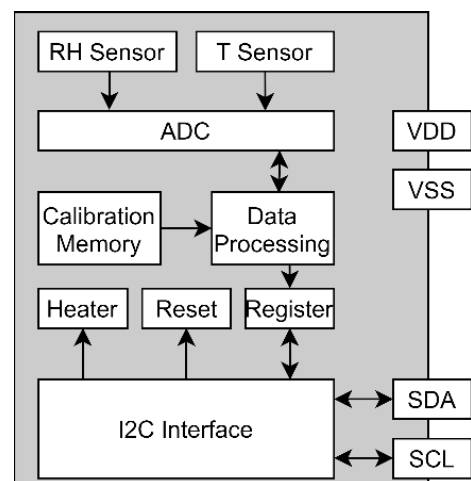 RH Sensor
T Sensor
ADC
VDD
VSS
Calibration
Memory
Data
Processing
Heater
Reset
Register
I2C Interface
SDA
SCL